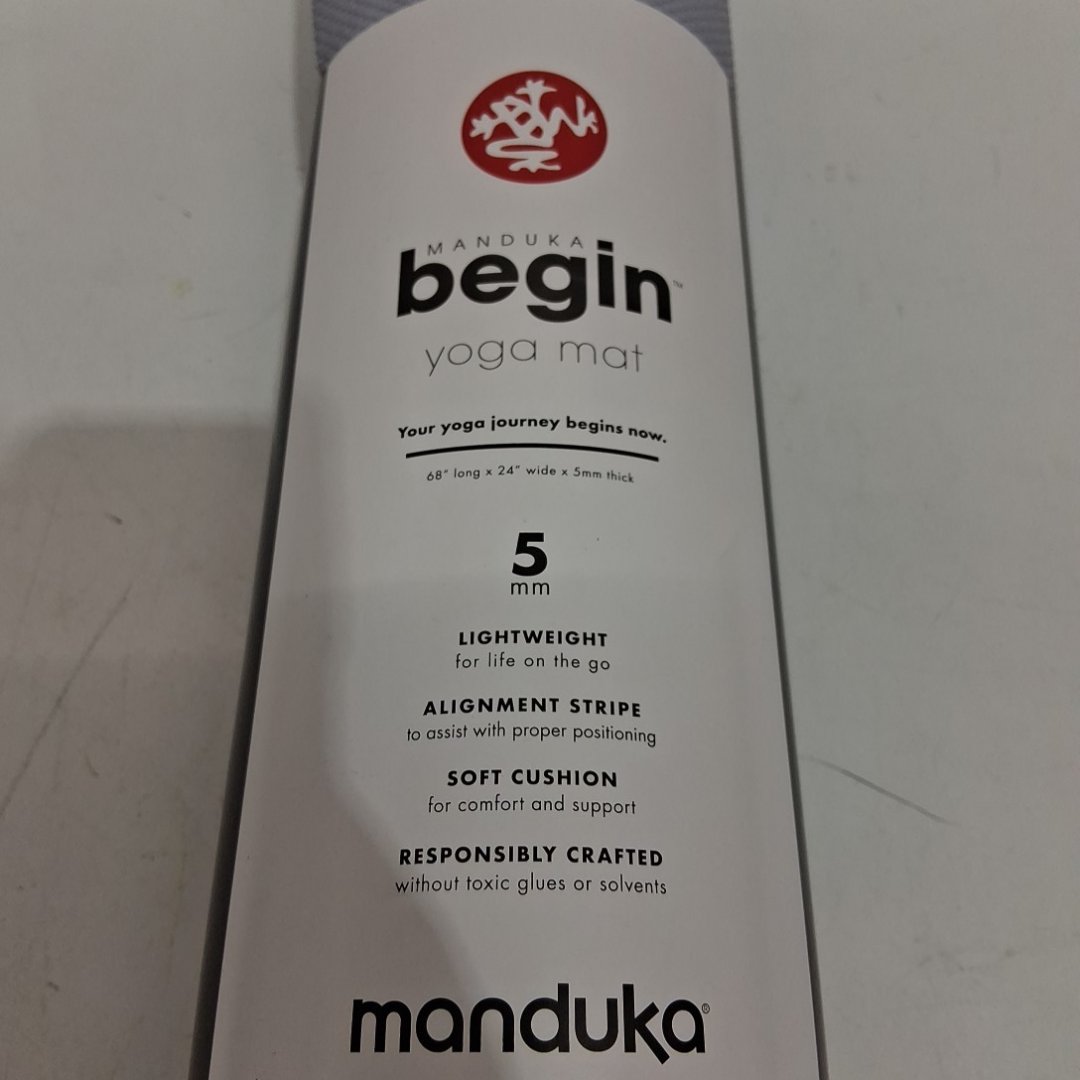 MANDUKA
begin™
yoga mat
Your yoga journey begins now.
68" long x 24" wide x 5mm thick
5
mm
LIGHTWEIGHT
for life on the go
ALIGNMENT STRIPE
to assist with proper positioning
SOFT CUSHION
for comfort and support
RESPONSIBLY CRAFTED
without toxic glues or solvents
manduka®